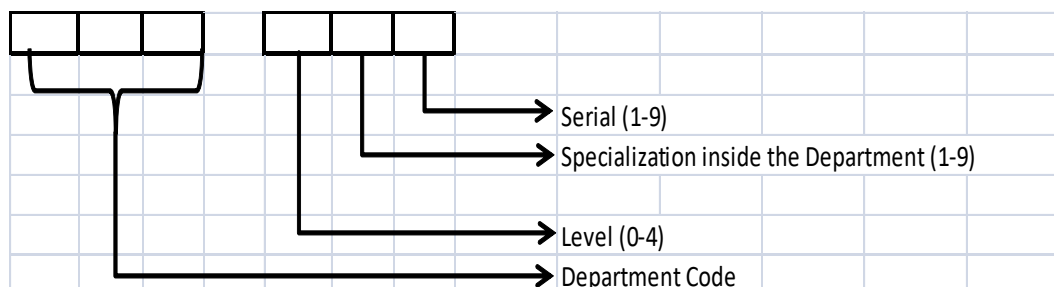 Serial (1-9)
Specialization inside the Department (1-9)
Level (0-4)
Department Code